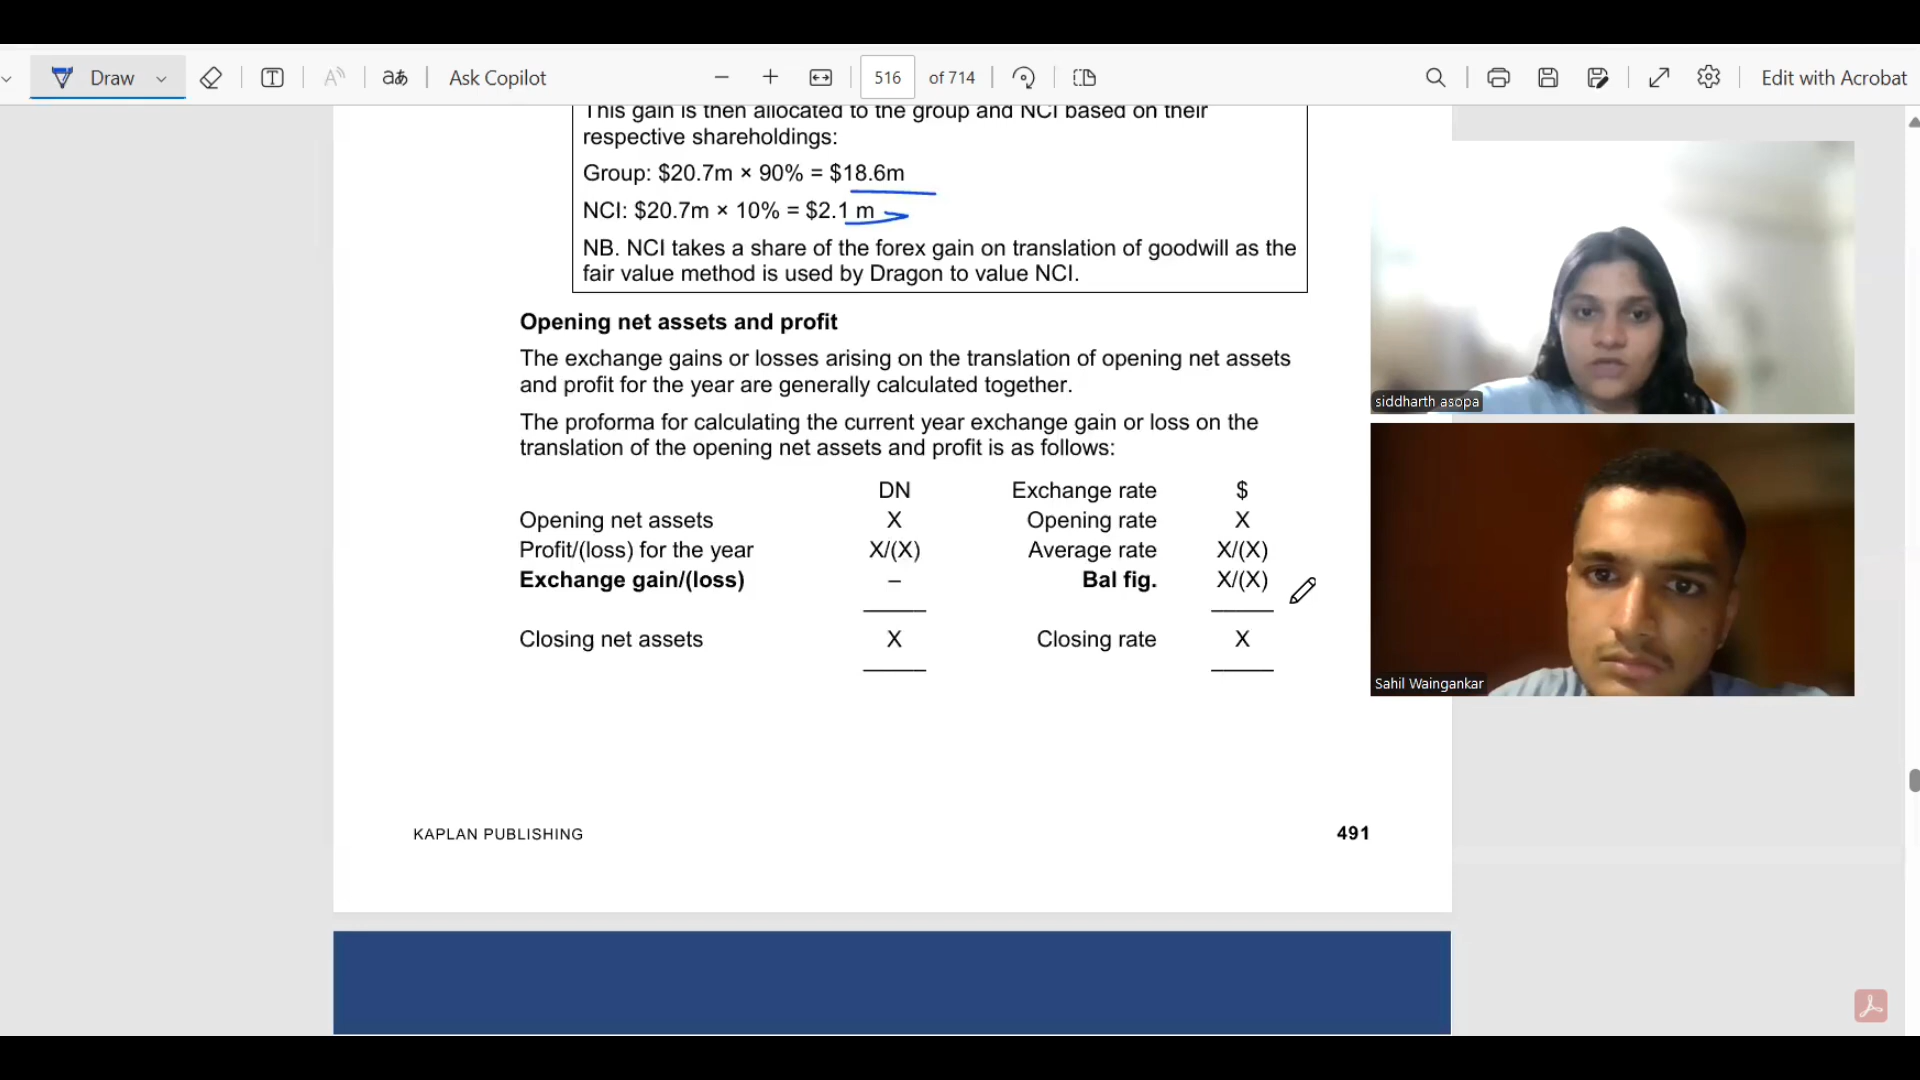 Draw
aあ
Ask Copilot
516 of 714
Edit with Acrobat
This gain is then allocated to the group and NCI based on their
respective shareholdings:
Group: $20.7m × 90% = $18.6m
NCI: $20.7m × 10% = $2.1 m
NB. NCI takes a share of the forex gain on translation of goodwill as the
fair value method is used by Dragon to value NCI.
Opening net assets and profit
The exchange gains or losses arising on the translation of opening net assets
and profit for the year are generally calculated together.
The proforma for calculating the current year exchange gain or loss on the
translation of the opening net assets and profit is as follows:
DN Exchange rate $
Opening net assets X Opening rate X
Profit/(loss) for the year X/(X) Average rate X/(X)
Exchange gain/(loss) – Bal fig. X/(X)
Closing net assets X Closing rate X
KAPLAN PUBLISHING 491
siddharth asopa
Sahil Waingankar